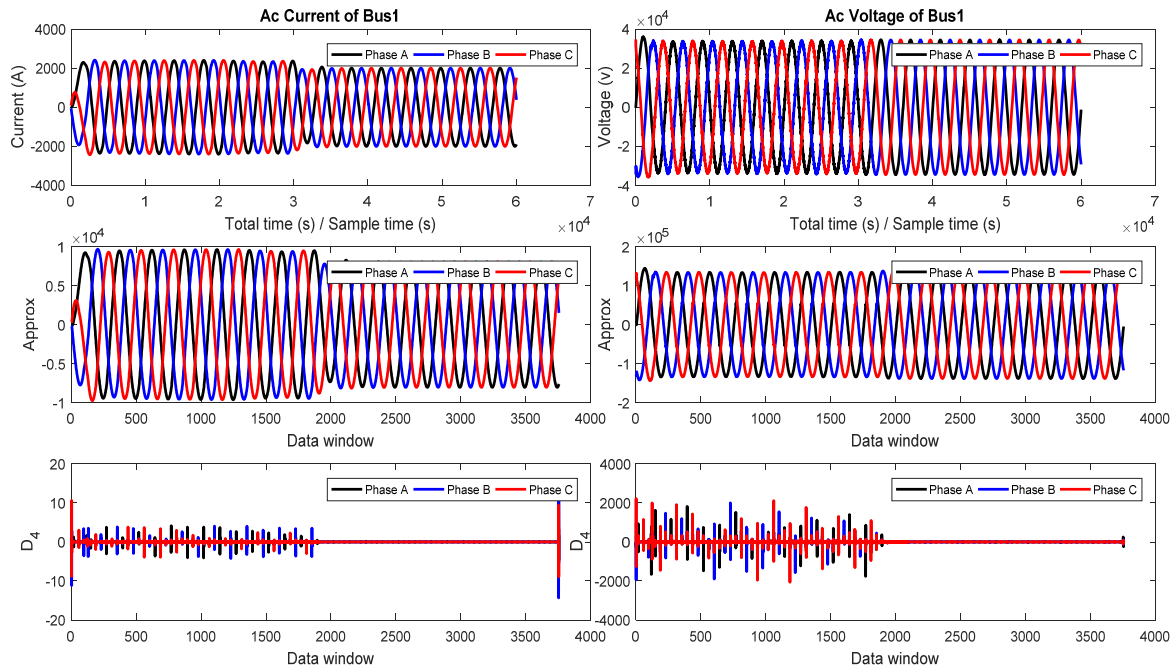 Ac Current of Bus1
4000
2000
0
-2000
-4000
Current (A)
Phase A Phase B Phase C
0 1 2 3 4 5 6 7
Total time (s) / Sample time (s)
×10^4
Ac Voltage of Bus1
×10^4
4
2
0
-2
-4
Voltage (v)
Phase A Phase B Phase C
0 1 2 3 4 5 6 7
Total time (s) / Sample time (s)
×10^4
×10^4
1
0.5
0
-0.5
-1
Approx
Phase A Phase B Phase C
0 500 1000 1500 2000 2500 3000 3500 4000
Data window
×10^5
2
1
0
-1
-2
Approx
Phase A Phase B Phase C
0 500 1000 1500 2000 2500 3000 3500 4000
Data window
20
10
0
-10
-20
D_4
Phase A Phase B Phase C
0 500 1000 1500 2000 2500 3000 3500 4000
Data window
4000
2000
0
-2000
-4000
D_4
Phase A Phase B Phase C
0 500 1000 1500 2000 2500 3000 3500 4000
Data window